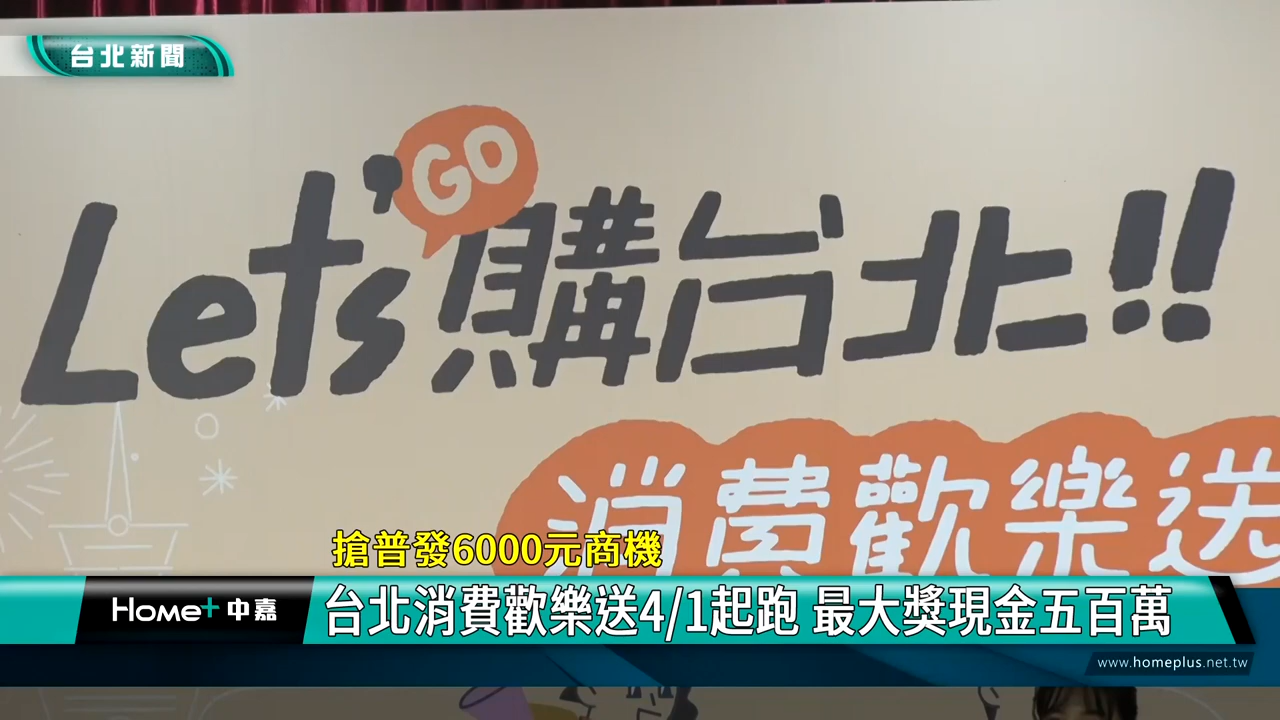 台北新聞
GO
Let's購台北!!
消費歡樂送
搶普發6000元商機
Home+中嘉
台北消費歡樂送4/1起跑 最大獎現金五百萬
www.homeplus.net.tw